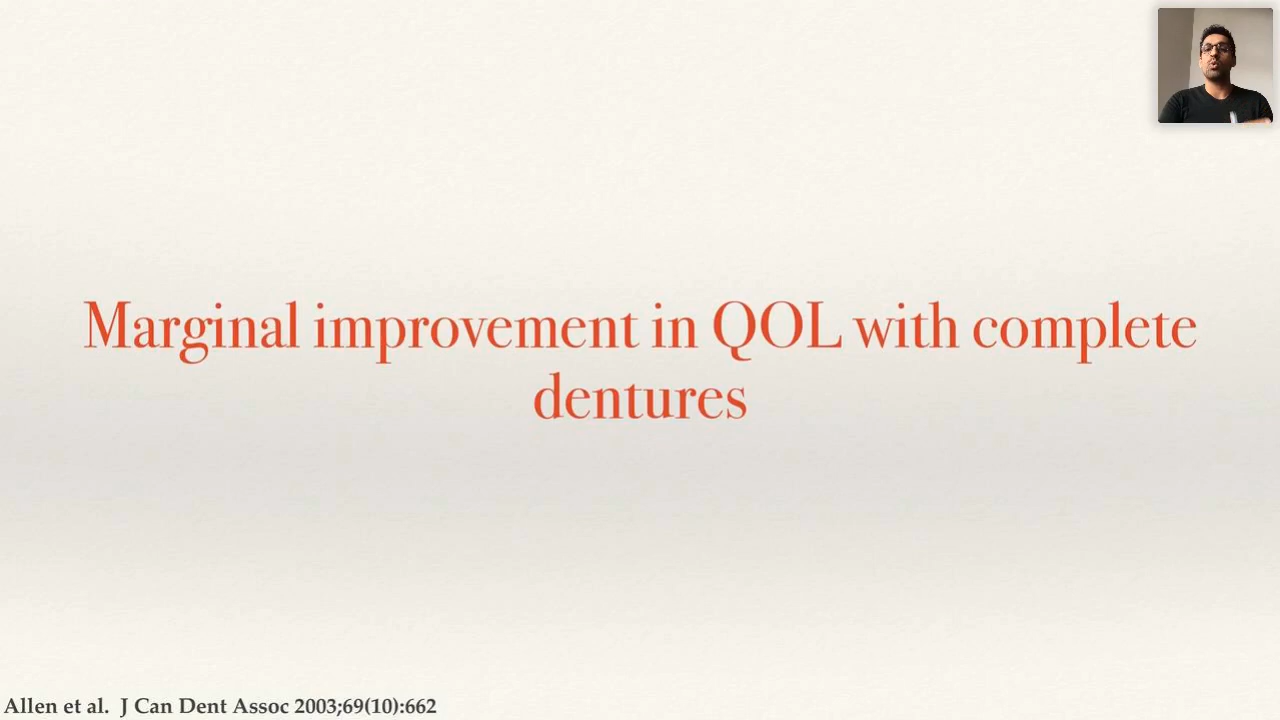 Marginal improvement in QOL with complete
dentures
Allen et al. J Can Dent Assoc 2003;69(10):662